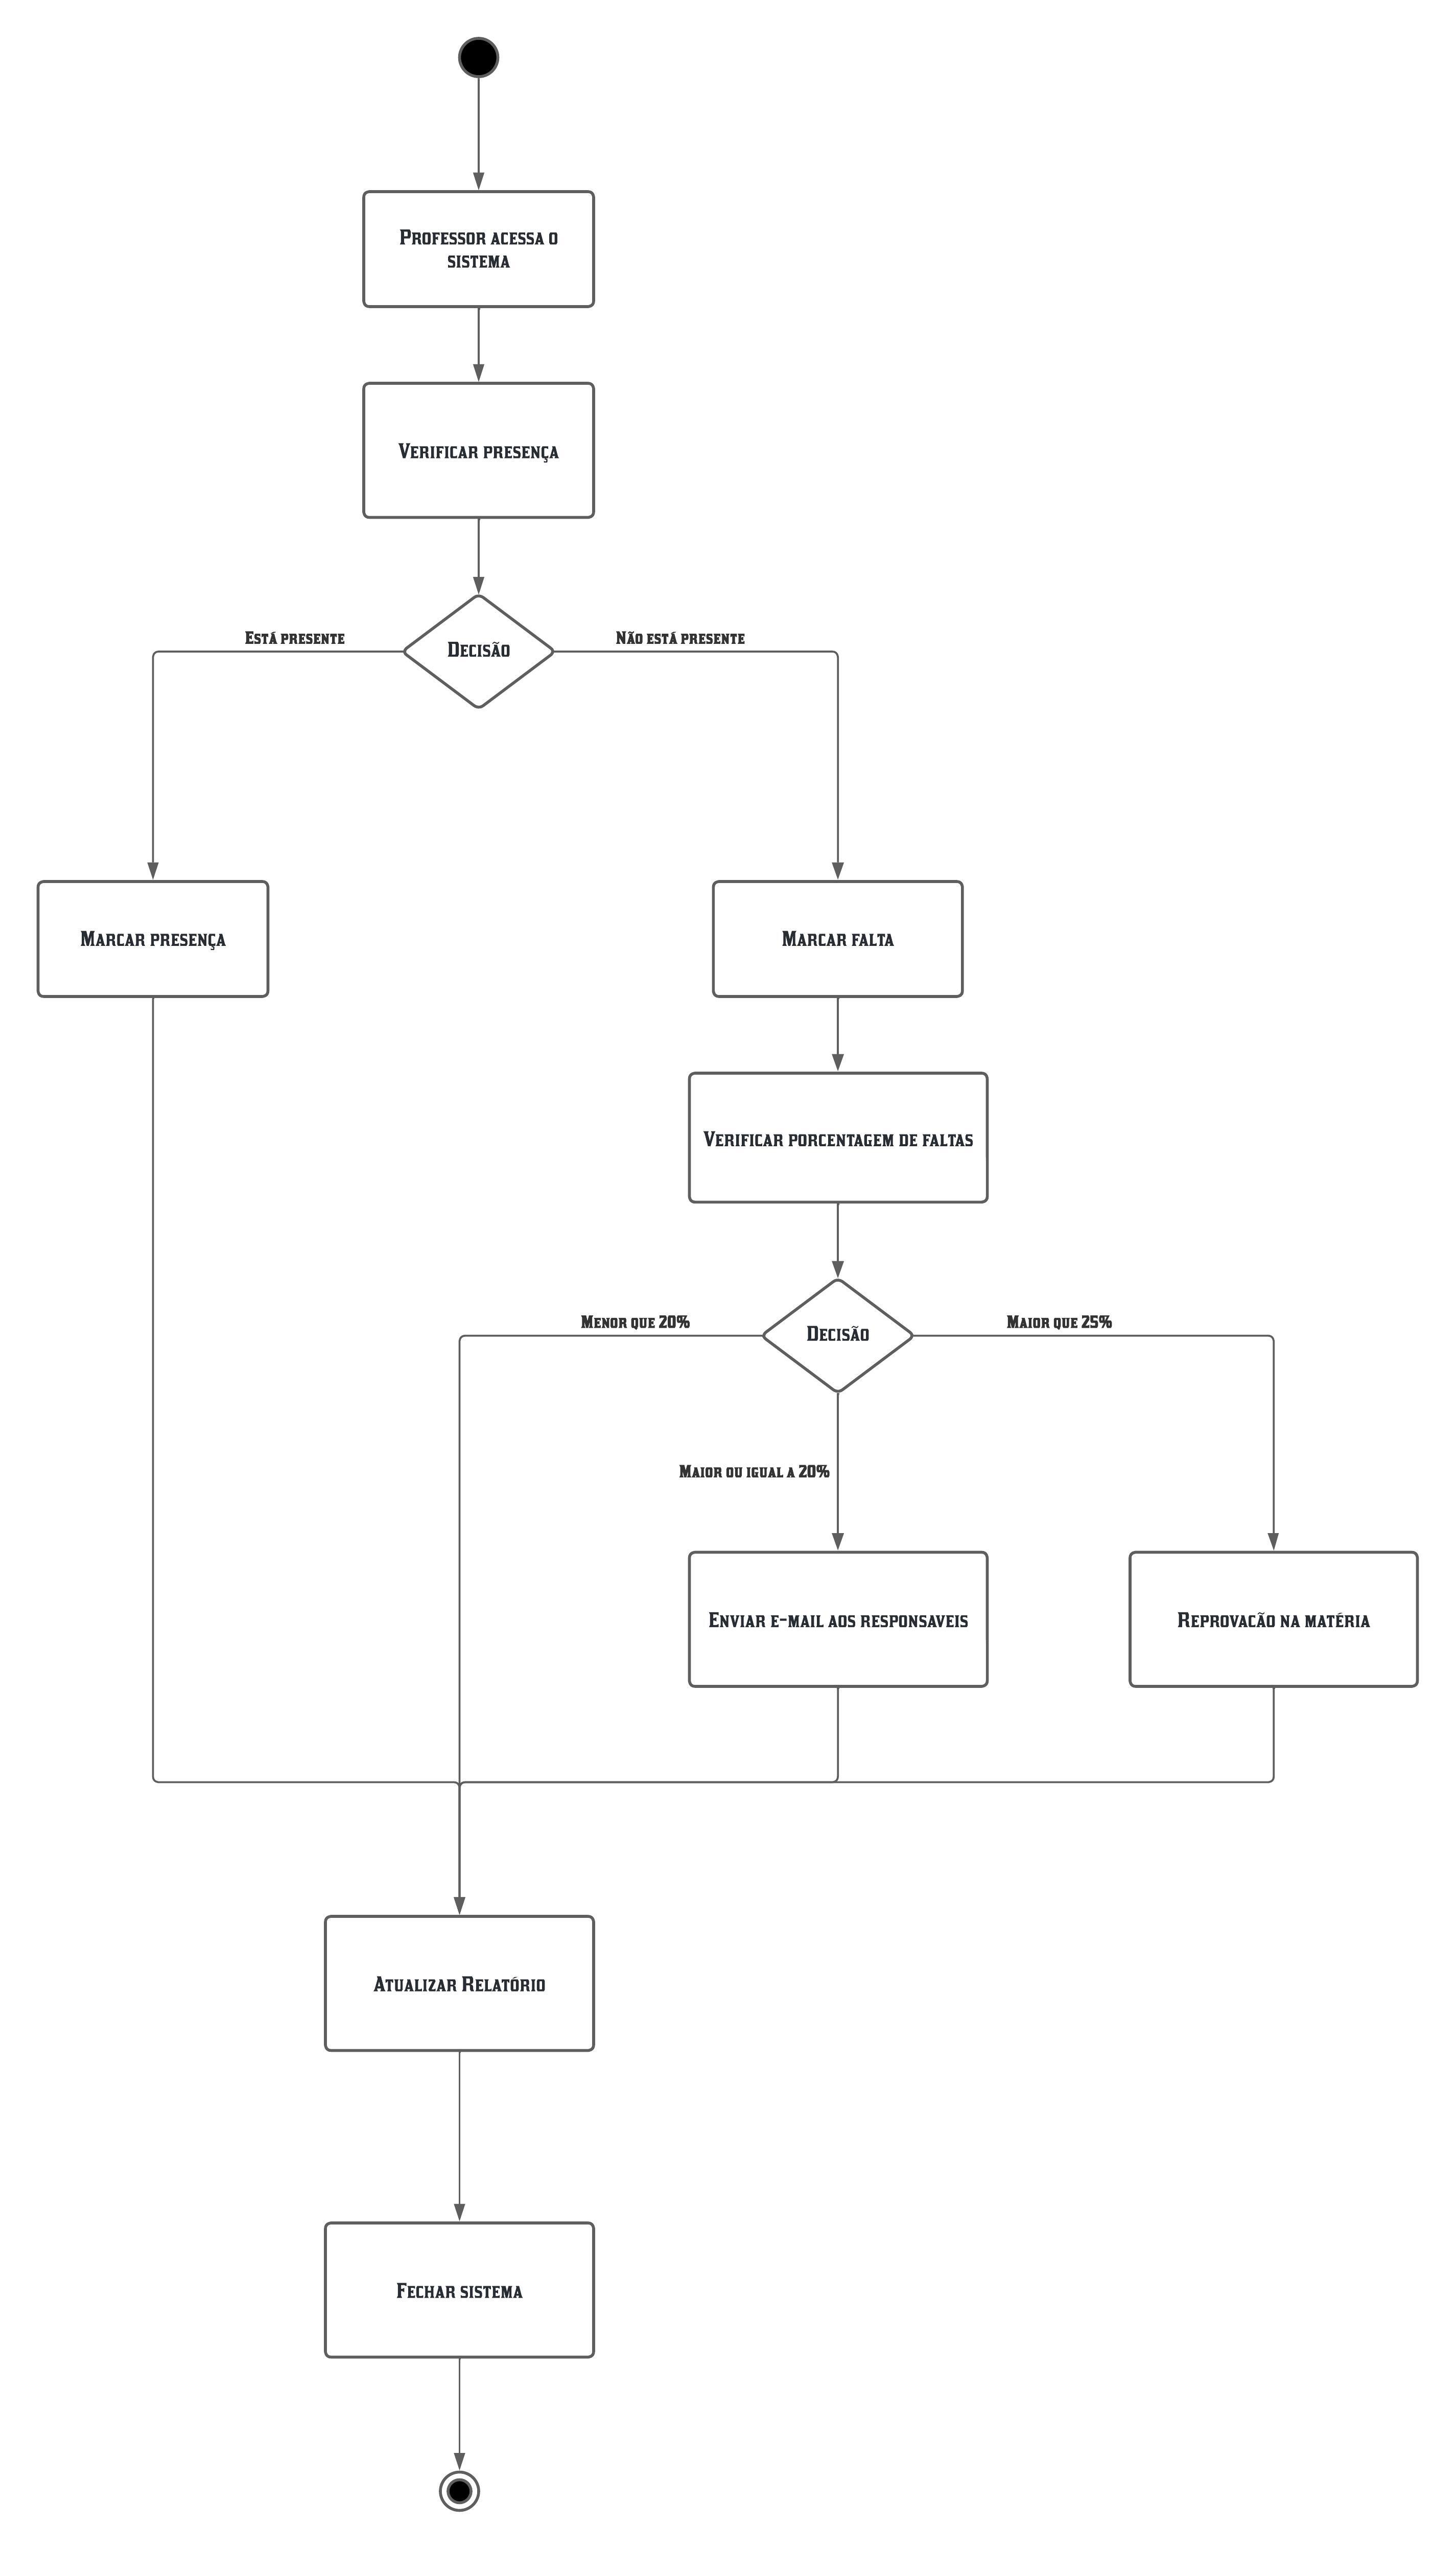 Professor acessa o
sistema
Verificar presença
Decisão
Está presente
Não está presente
Marcar presença
Marcar falta
Verificar porcentagem de faltas
Decisão
Menor que 20%
Maior que 25%
Maior ou igual a 20%
Enviar e-mail aos responsaveis
Reprovacão na matéria
Atualizar Relatório
Fechar sistema